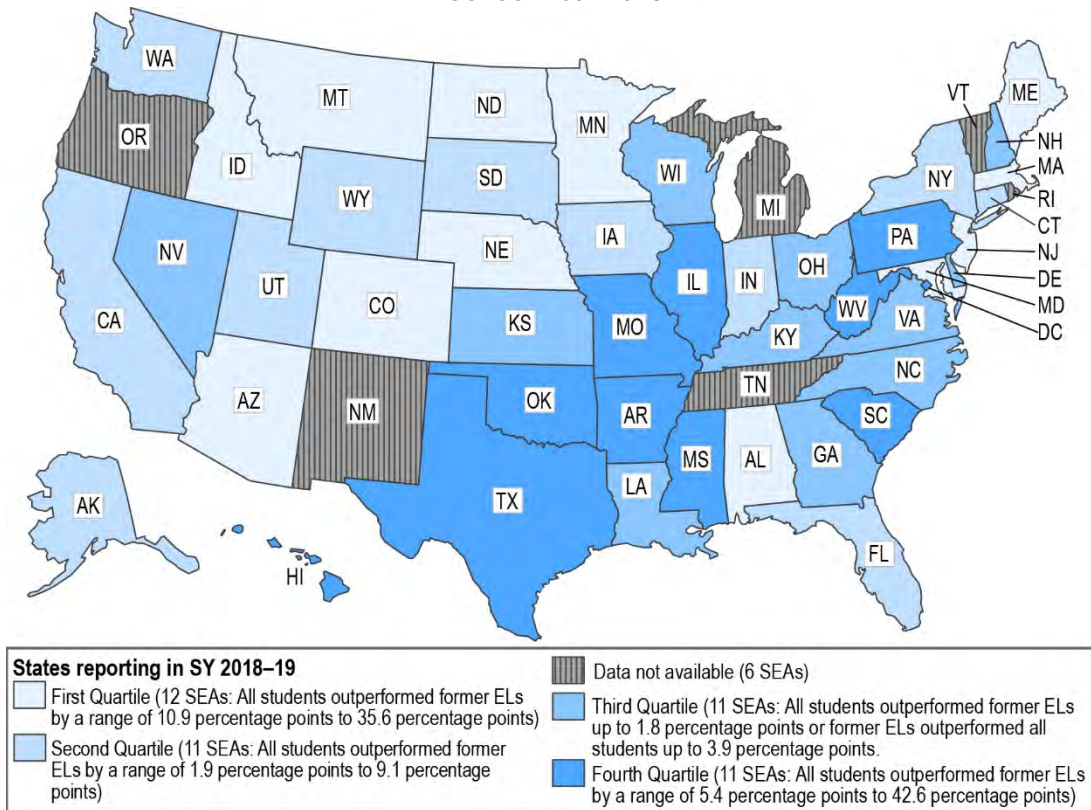 WA
MT
ND
MN
VT
ME
OR
ID
SD
WI
NH
MA
WY
MI
NY
RI
CT
NE
IA
PA
NJ
NV
UT
IL
IN
OH
DE
MD
CA
CO
KS
MO
WV
VA
DC
KY
AZ
NM
OK
AR
TN
NC
SC
MS
AL
GA
TX
LA
AK
FL
HI
States reporting in SY 2018–19
First Quartile (12 SEAs: All students outperformed former ELs
by a range of 10.9 percentage points to 35.6 percentage points)
Second Quartile (11 SEAs: All students outperformed former
ELs by a range of 1.9 percentage points to 9.1 percentage
points)
Data not available (6 SEAs)
Third Quartile (11 SEAs: All students outperformed former ELs
up to 1.8 percentage points or former ELs outperformed all
students up to 3.9 percentage points.
Fourth Quartile (11 SEAs: All students outperformed former ELs
by a range of 5.4 percentage points to 42.6 percentage points)